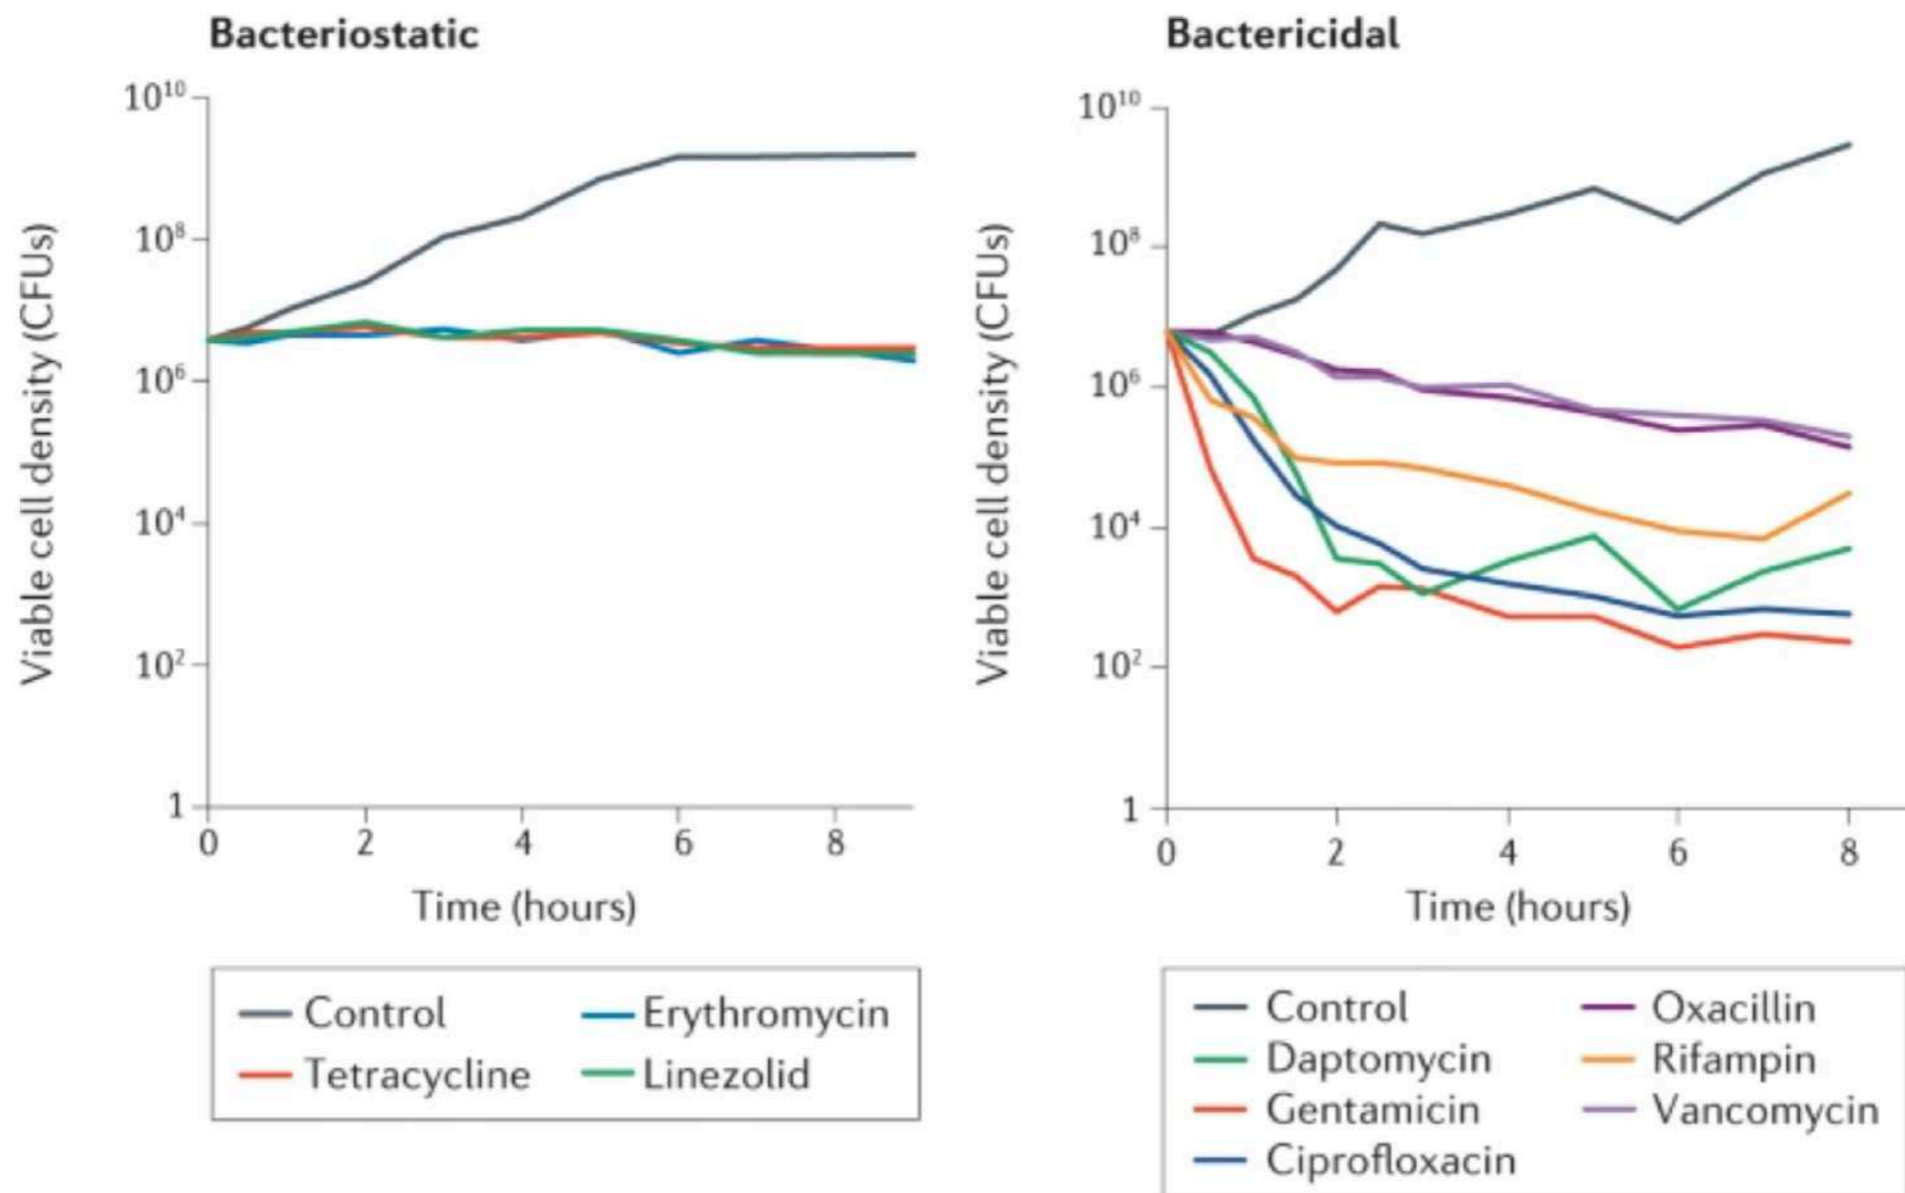 Bacteriostatic
Viable cell density (CFUs)
10¹⁰
10⁸
10⁶
10⁴
10²
1
0 2 4 6 8
Time (hours)
Control
Erythromycin
Tetracycline
Linezolid
Bactericidal
Viable cell density (CFUs)
10¹⁰
10⁸
10⁶
10⁴
10²
1
0 2 4 6 8
Time (hours)
Control
Oxacillin
Daptomycin
Rifampin
Gentamicin
Vancomycin
Ciprofloxacin